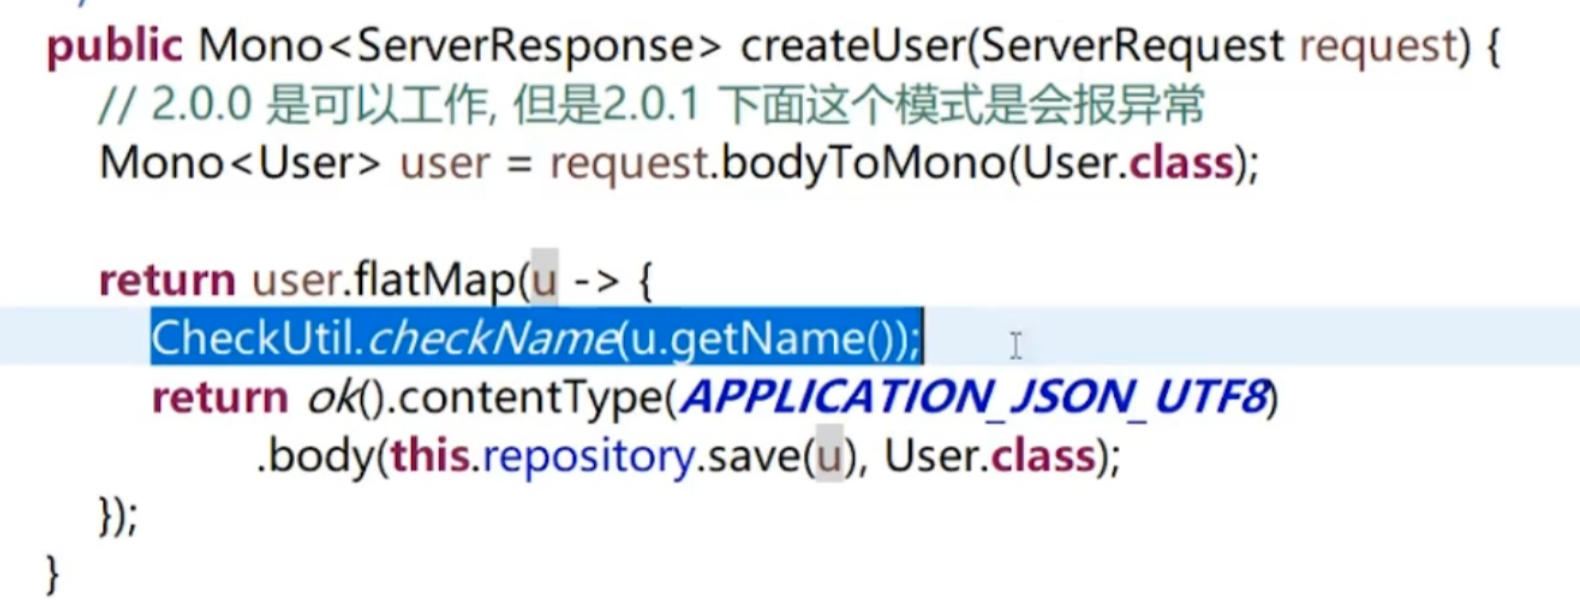 public Mono<ServerResponse> createUser(ServerRequest request) {
// 2.0.0 是可以工作, 但是2.0.1 下面这个模式是会报异常
Mono<User> user = request.bodyToMono(User.class);
return user.flatMap(u -> {
CheckUtil.checkName(u.getName());
return ok().contentType(APPLICATION_JSON_UTF8)
.body(this.repository.save(u), User.class);
});
}